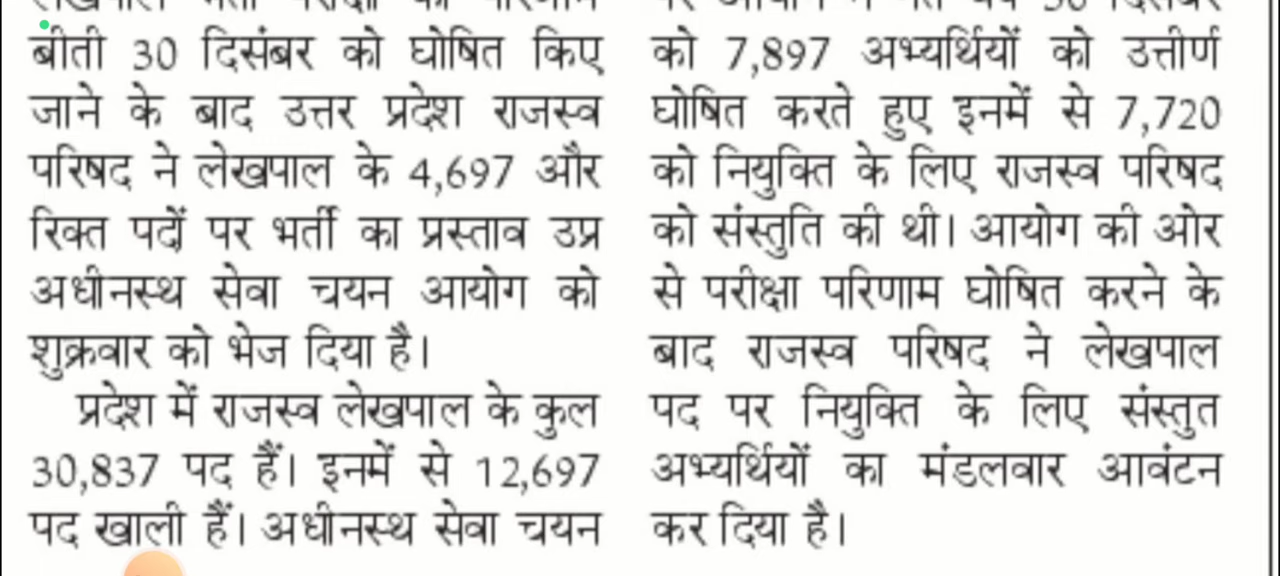 बीती 30 दिसंबर को घोषित किए
जाने के बाद उत्तर प्रदेश राजस्व
परिषद ने लेखपाल के 4,697 और
रिक्त पदों पर भर्ती का प्रस्ताव उप्र
अधीनस्थ सेवा चयन आयोग को
शुक्रवार को भेज दिया है।
प्रदेश में राजस्व लेखपाल के कुल
30,837 पद हैं। इनमें से 12,697
पद खाली हैं। अधीनस्थ सेवा चयन
को 7,897 अभ्यर्थियों को उत्तीर्ण
घोषित करते हुए इनमें से 7,720
को नियुक्ति के लिए राजस्व परिषद
को संस्तुति की थी। आयोग की ओर
से परीक्षा परिणाम घोषित करने के
बाद राजस्व परिषद ने लेखपाल
पद पर नियुक्ति के लिए संस्तुत
अभ्यर्थियों का मंडलवार आवंटन
कर दिया है।